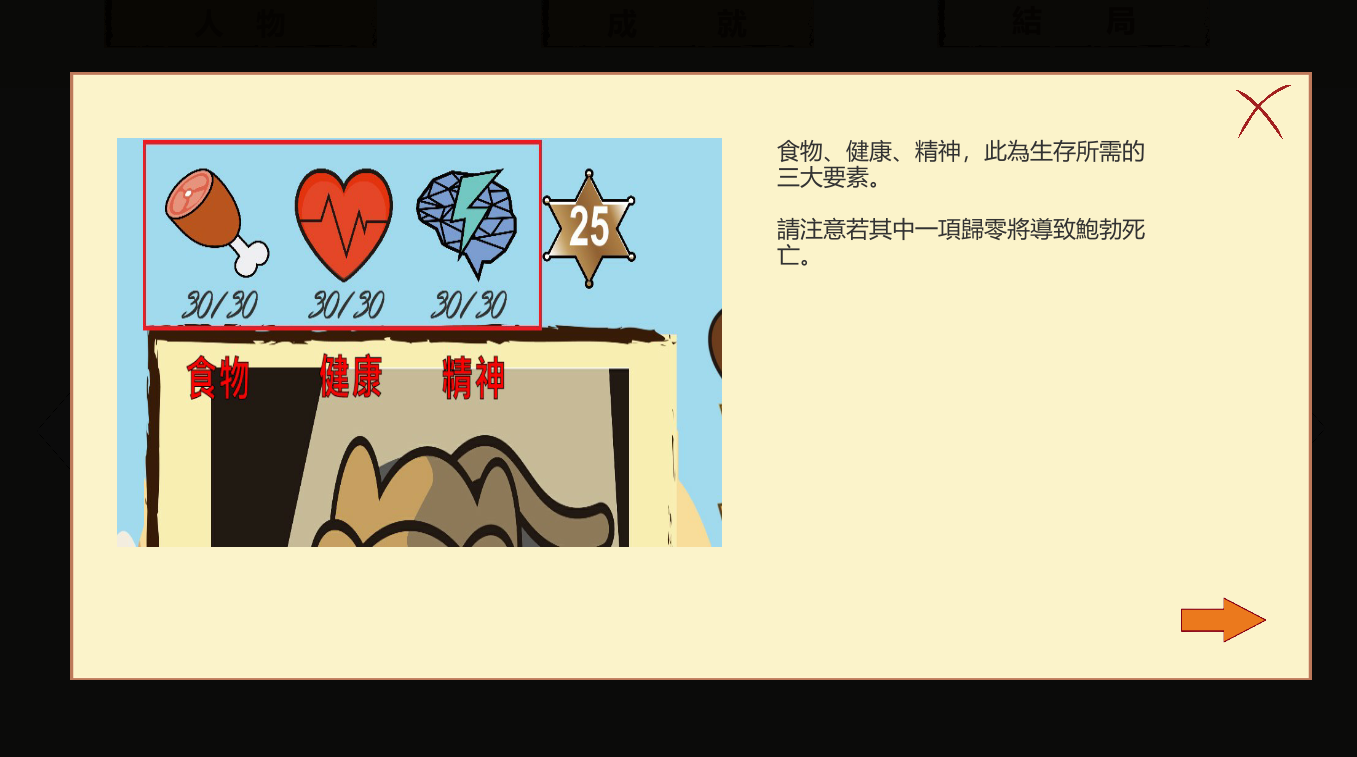 人物
成就
結局
食物、健康、精神，此為生存所需的
三大要素。
請注意若其中一項歸零將導致鮑勃死
亡。
25
30/30 30/30 30/30
食物 健康 精神